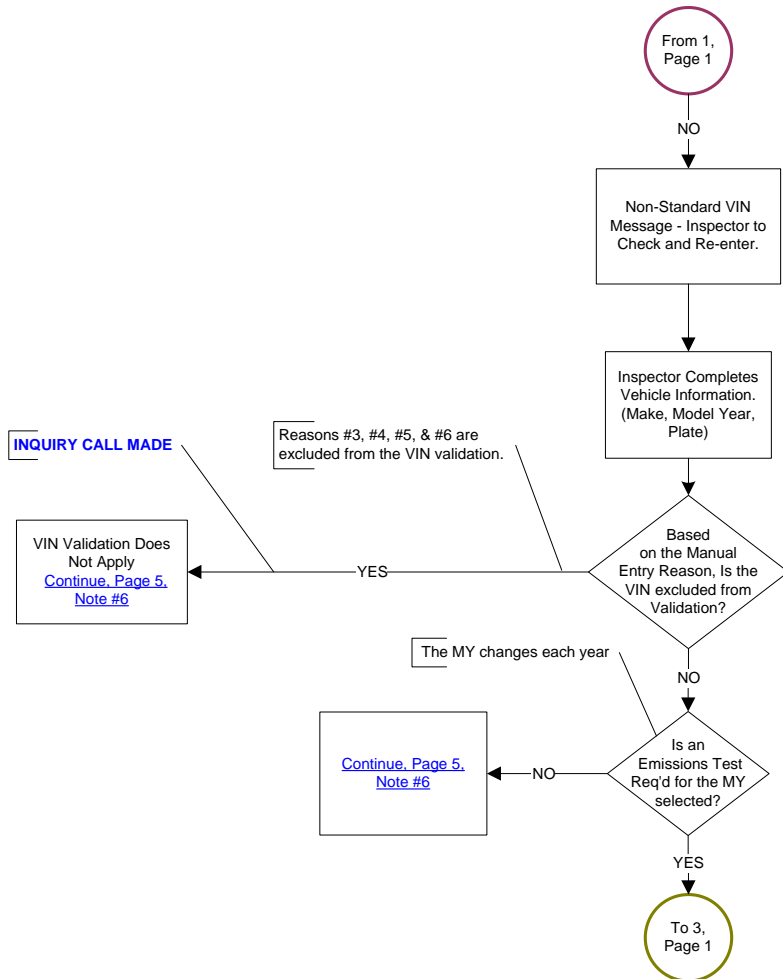 From 1,
Page 1
NO
Non-Standard VIN
Message - Inspector to
Check and Re-enter.
Inspector Completes
Vehicle Information.
(Make, Model Year,
Plate)
INQUIRY CALL MADE
Reasons #3, #4, #5, & #6 are
excluded from the VIN validation.
Based
on the Manual
Entry Reason, Is the
VIN excluded from
Validation?
YES
VIN Validation Does
Not Apply
Continue, Page 5,
Note #6
NO
The MY changes each year
Is an
Emissions Test
Req'd for the MY
selected?
NO
Continue, Page 5,
Note #6
YES
To 3,
Page 1